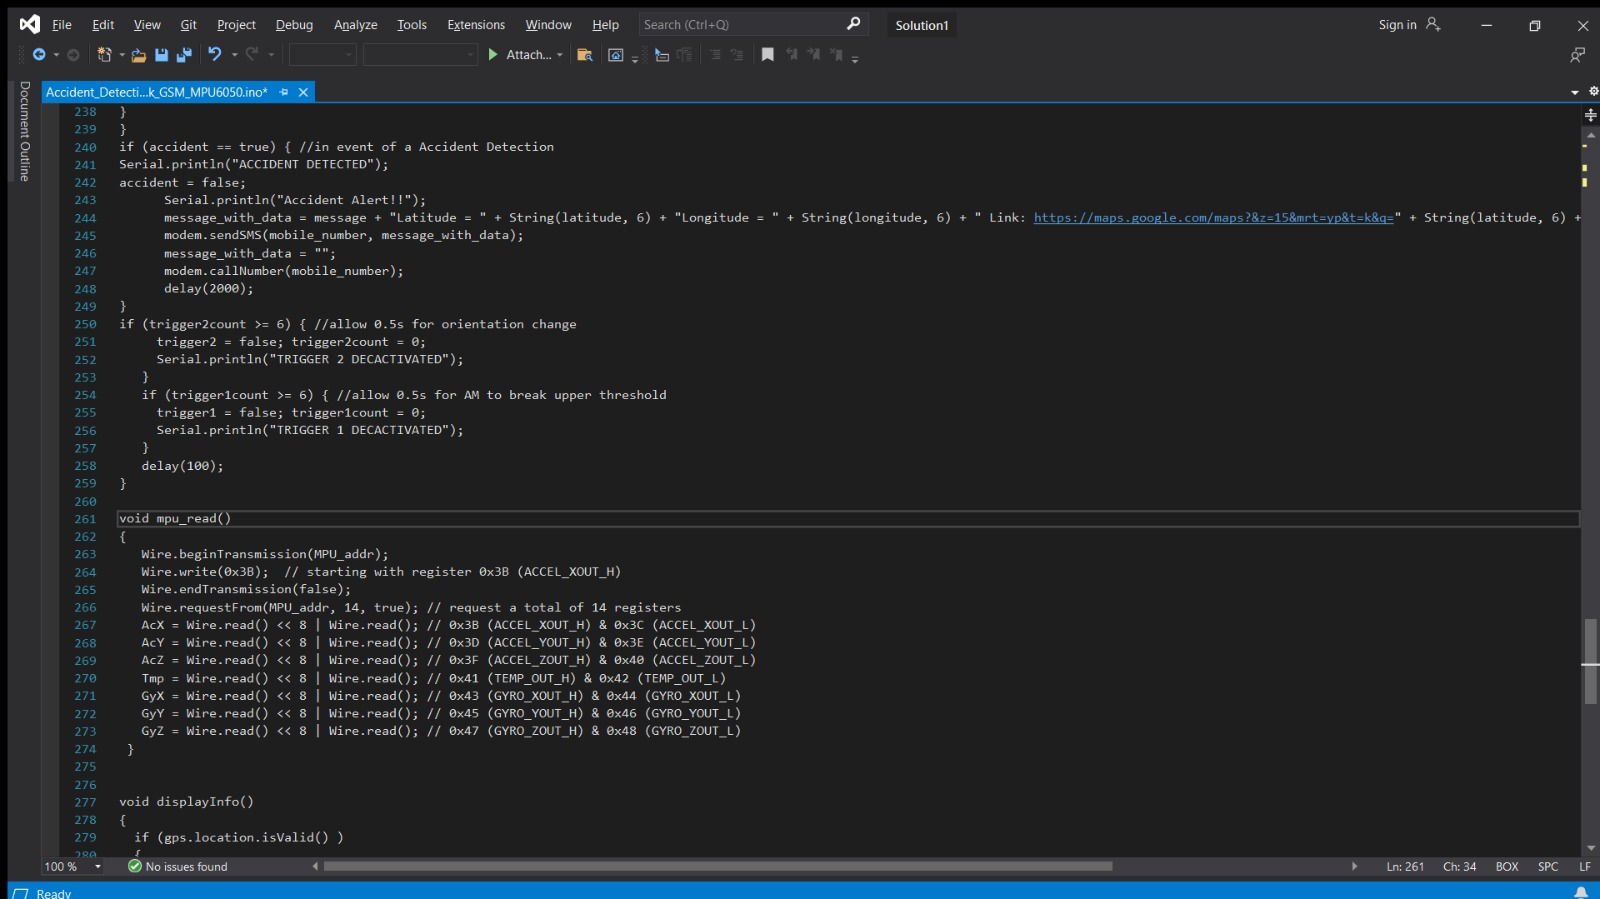 File Edit View Git Project Debug Analyze Tools Extensions Window Help Search (Ctrl+Q) Solution1 Sign in
Attach...
Document Outline
Accident_Detecti...k_GSM_MPU6050.ino*
238 }
239 }
240 if (accident == true) { //in event of a Accident Detection
241 Serial.println("ACCIDENT DETECTED");
242 accident = false;
243 Serial.println("Accident Alert!!");
244 message_with_data = message + "Latitude = " + String(latitude, 6) + "Longitude = " + String(longitude, 6) + " Link: https://maps.google.com/maps?&z=15&mrt=yp&t=k&q=" + String(latitude, 6) +
245 modem.sendSMS(mobile_number, message_with_data);
246 message_with_data = "";
247 modem.callNumber(mobile_number);
248 delay(2000);
249 }
250 if (trigger2count >= 6) { //allow 0.5s for orientation change
251 trigger2 = false; trigger2count = 0;
252 Serial.println("TRIGGER 2 DECACTIVATED");
253 }
254 if (trigger1count >= 6) { //allow 0.5s for AM to break upper threshold
255 trigger1 = false; trigger1count = 0;
256 Serial.println("TRIGGER 1 DECACTIVATED");
257 }
258 delay(100);
259 }
260
261 void mpu_read()
262 {
263 Wire.beginTransmission(MPU_addr);
264 Wire.write(0x3B); // starting with register 0x3B (ACCEL_XOUT_H)
265 Wire.endTransmission(false);
266 Wire.requestFrom(MPU_addr, 14, true); // request a total of 14 registers
267 AcX = Wire.read() << 8 | Wire.read(); // 0x3B (ACCEL_XOUT_H) & 0x3C (ACCEL_XOUT_L)
268 AcY = Wire.read() << 8 | Wire.read(); // 0x3D (ACCEL_YOUT_H) & 0x3E (ACCEL_YOUT_L)
269 AcZ = Wire.read() << 8 | Wire.read(); // 0x3F (ACCEL_ZOUT_H) & 0x40 (ACCEL_ZOUT_L)
270 Tmp = Wire.read() << 8 | Wire.read(); // 0x41 (TEMP_OUT_H) & 0x42 (TEMP_OUT_L)
271 GyX = Wire.read() << 8 | Wire.read(); // 0x43 (GYRO_XOUT_H) & 0x44 (GYRO_XOUT_L)
272 GyY = Wire.read() << 8 | Wire.read(); // 0x45 (GYRO_YOUT_H) & 0x46 (GYRO_YOUT_L)
273 GyZ = Wire.read() << 8 | Wire.read(); // 0x47 (GYRO_ZOUT_H) & 0x48 (GYRO_ZOUT_L)
274 }
275
276
277 void displayInfo()
278 {
279 if (gps.location.isValid() )
280 {
100 % No issues found Ln: 261 Ch: 34 BOX SPC LF
Ready